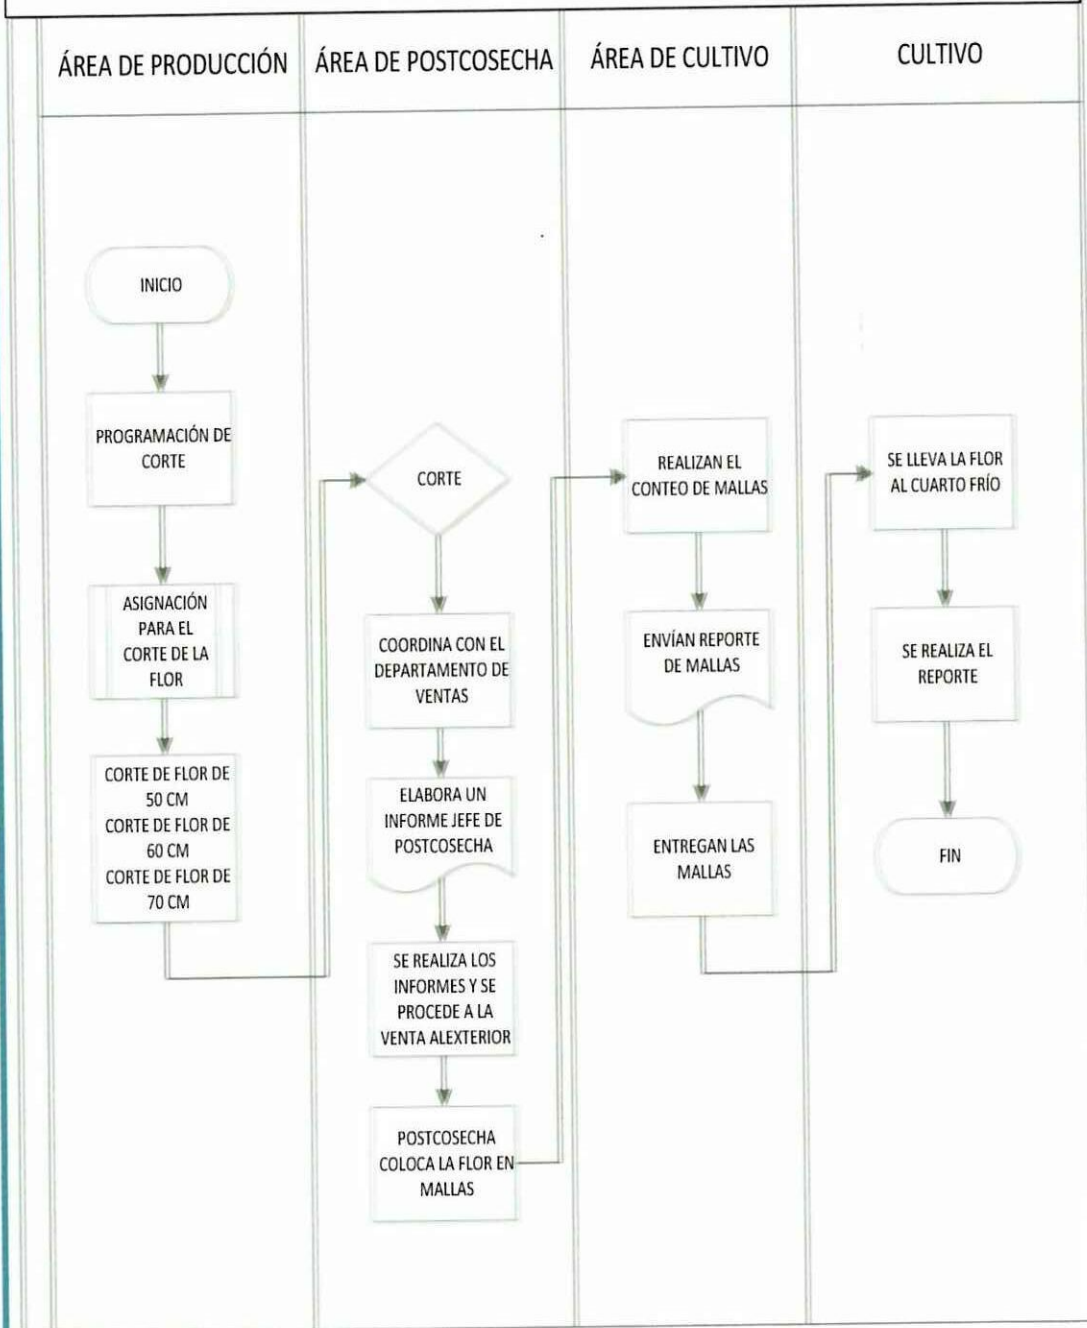 ÁREA DE PRODUCCIÓN
ÁREA DE POSTCOSECHA
ÁREA DE CULTIVO
CULTIVO
INICIO
PROGRAMACIÓN DE
CORTE
ASIGNACIÓN
PARA EL
CORTE DE LA
FLOR
CORTE DE FLOR DE
50 CM
CORTE DE FLOR DE
60 CM
CORTE DE FLOR DE
70 CM
CORTE
COORDINA CON EL
DEPARTAMENTO DE
VENTAS
ELABORA UN
INFORME JEFE DE
POSTCOSECHA
SE REALIZA LOS
INFORMES Y SE
PROCEDE A LA
VENTA ALEXTERIOR
POSTCOSECHA
COLOCA LA FLOR EN
MALLAS
REALIZAN EL
CONTEO DE MALLAS
ENVÍAN REPORTE
DE MALLAS
ENTREGAN LAS
MALLAS
SE LLEVA LA FLOR
AL CUARTO FRÍO
SE REALIZA EL
REPORTE
FIN